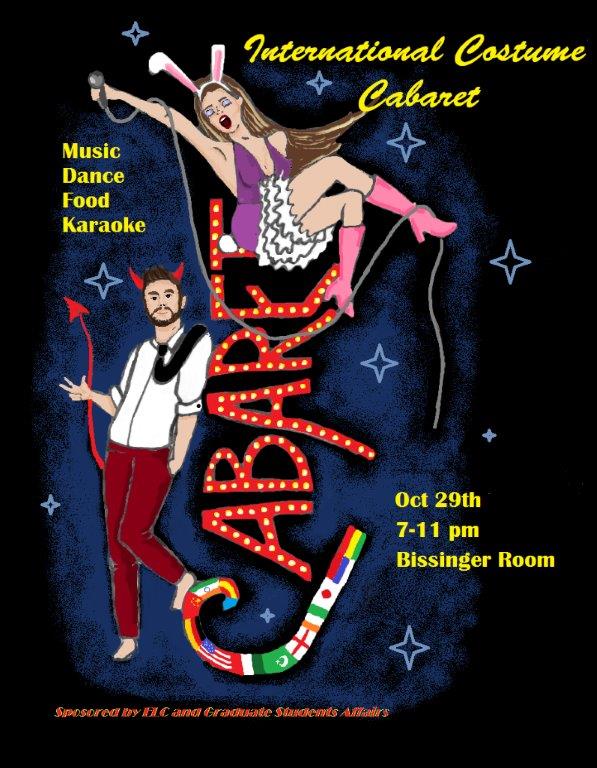 International Costume
Cabaret
Music
Dance
Food
Karaoke
CABARET
Oct 29th
7-11 pm
Bissinger Room
Sposored by ELC and Graduate Students Affairs